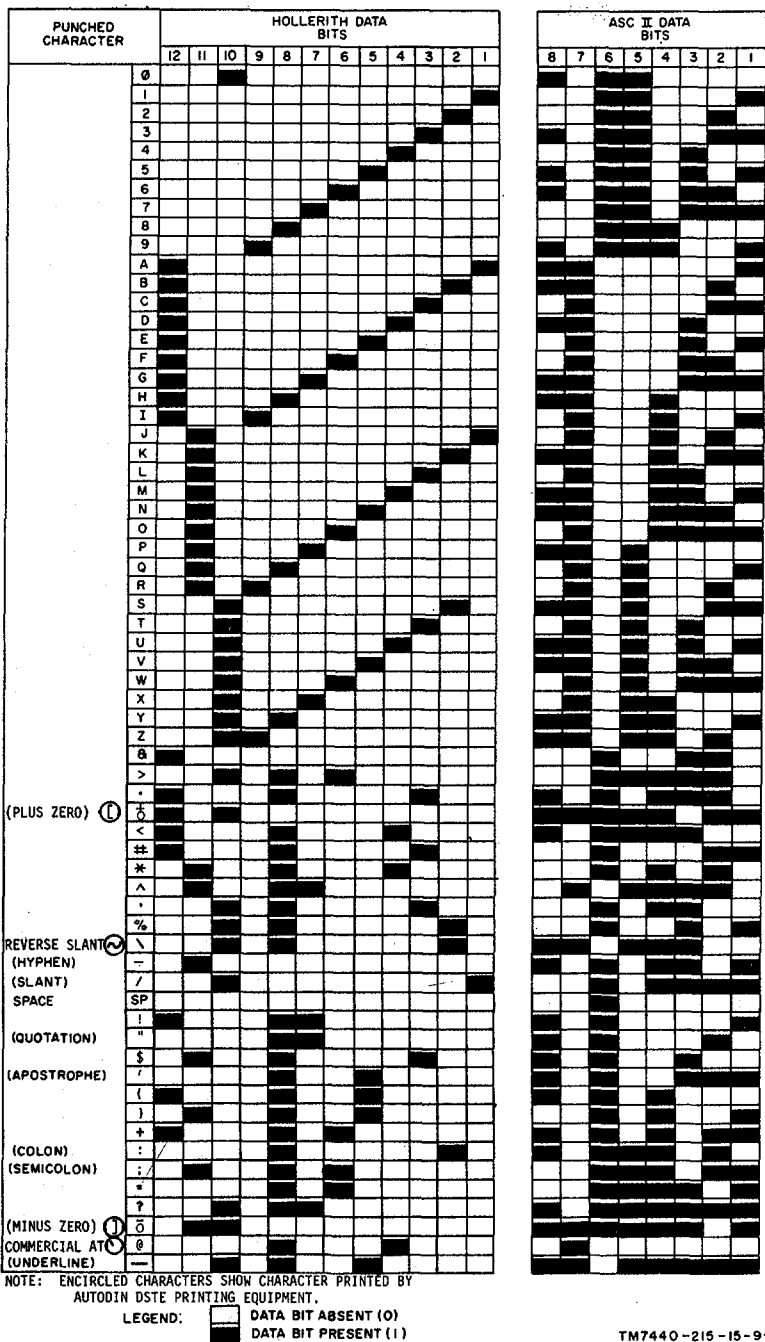 PUNCHED CHARACTER
HOLLERITH DATA BITS
ASC II DATA BITS
12 11 10 9 8 7 6 5 4 3 2 1
8 7 6 5 4 3 2 1
Ø
1
2
3
4
5
6
7
8
9
A
B
C
D
E
F
G
H
I
J
K
L
M
N
O
P
Q
R
S
T
U
V
W
X
Y
Z
&
>
.
(PLUS ZERO) [
<
#
*
^
,
%
REVERSE SLANT ~ \
(HYPHEN) —
(SLANT) /
SPACE SP
!
(QUOTATION) "
$
(APOSTROPHE) '
(
)
+
(COLON) :
(SEMICOLON) ;
?
(MINUS ZERO) ]
COMMERCIAL AT \ @
(UNDERLINE) —
NOTE: ENCIRCLED CHARACTERS SHOW CHARACTER PRINTED BY
AUTODIN DSTE PRINTING EQUIPMENT.
LEGEND: DATA BIT ABSENT (0)
DATA BIT PRESENT (1)
TM7440-215-15-9